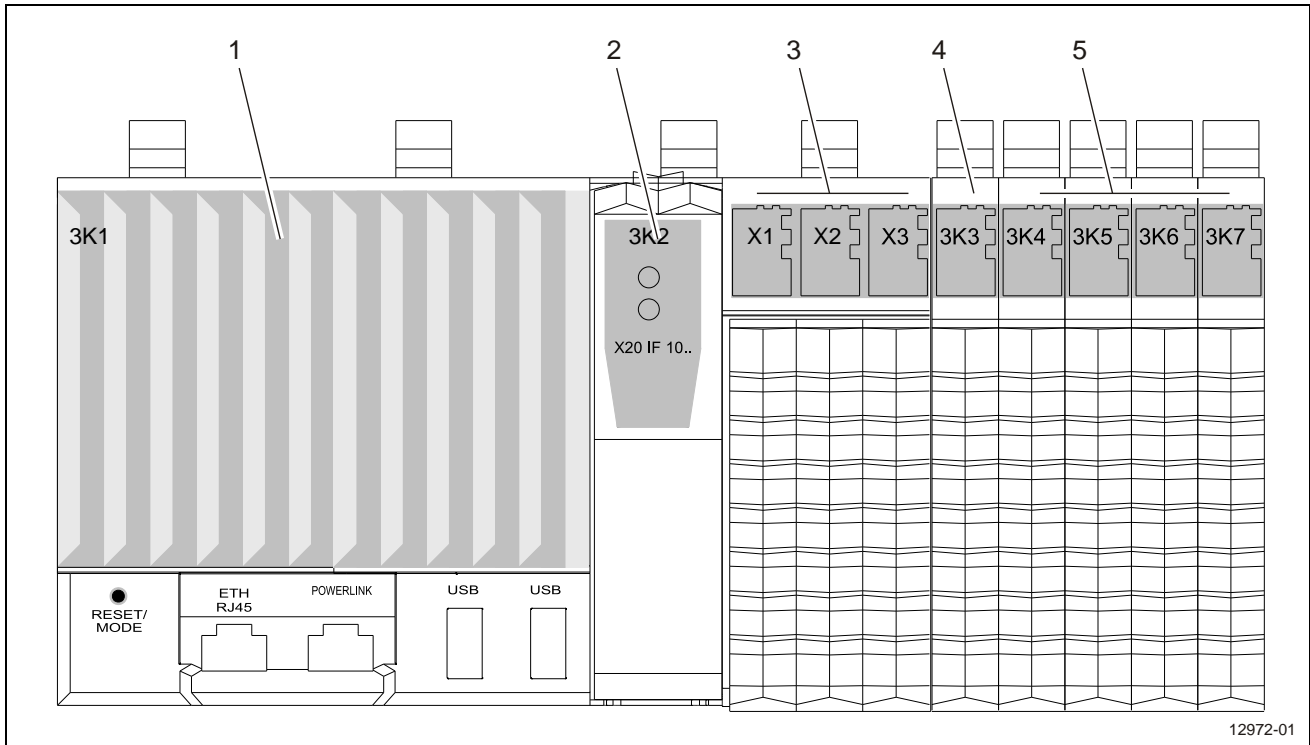 1 2 3 4 5
3K1 3K2 X1 X2 X3 3K3 3K4 3K5 3K6 3K7
X20 IF 10..
RESET/
MODE
ETH
RJ45
POWERLINK
USB
USB
12972-01